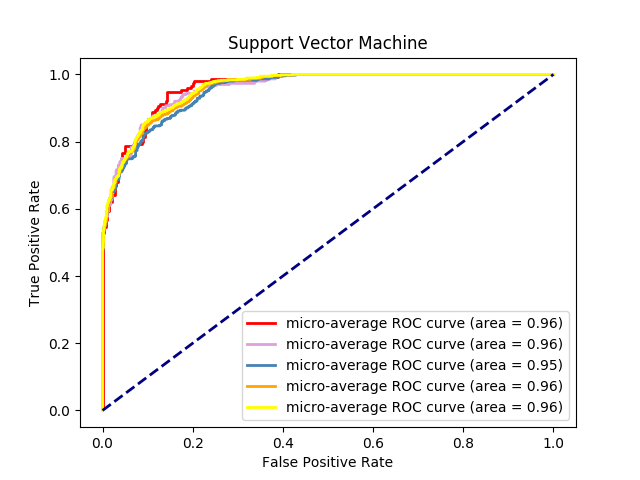 Support Vector Machine
True Positive Rate
1.0
0.8
0.6
0.4
0.2
0.0
micro-average ROC curve (area = 0.96)
micro-average ROC curve (area = 0.96)
micro-average ROC curve (area = 0.95)
micro-average ROC curve (area = 0.96)
micro-average ROC curve (area = 0.96)
0.0 0.2 0.4 0.6 0.8 1.0
False Positive Rate